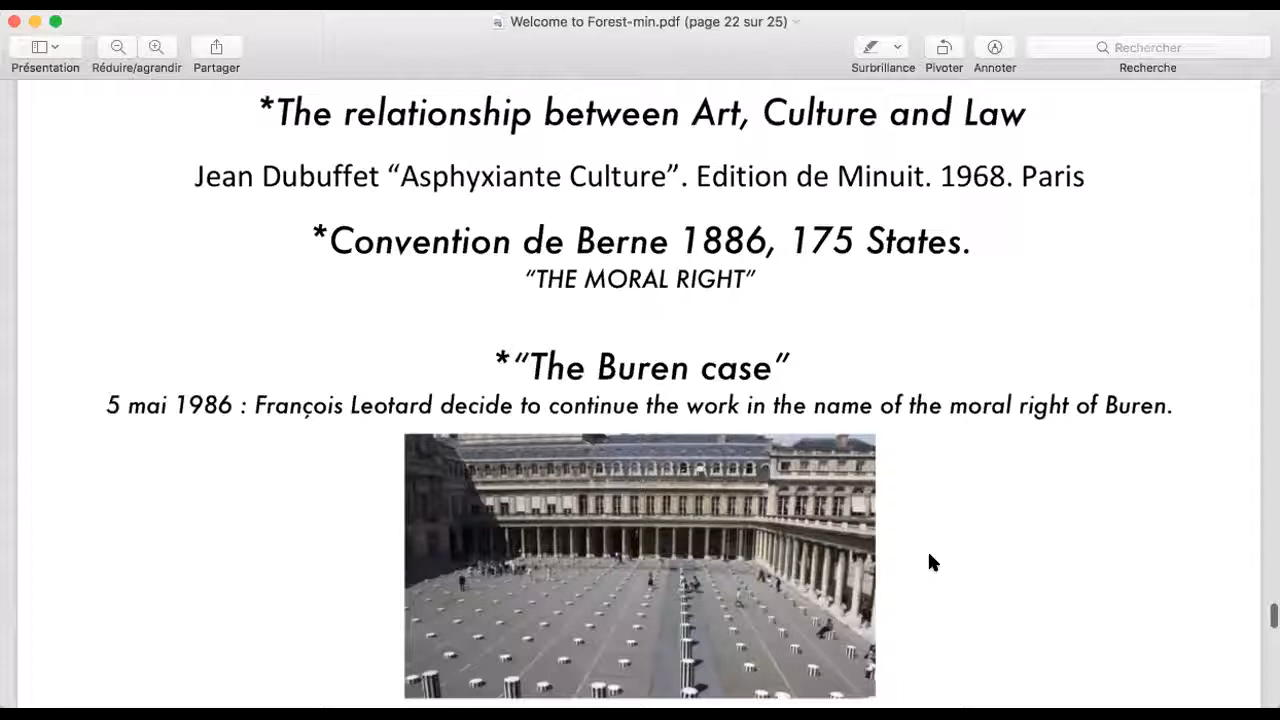 Welcome to Forest-min.pdf (page 22 sur 25)
Présentation
Réduire/agrandir
Partager
Surbrillance
Pivoter
Annoter
Rechercher
Recherche
*The relationship between Art, Culture and Law
Jean Dubuffet “Asphyxiante Culture”. Edition de Minuit. 1968. Paris
*Convention de Berne 1886, 175 States.
“THE MORAL RIGHT”
*“The Buren case”
5 mai 1986 : François Leotard decide to continue the work in the name of the moral right of Buren.